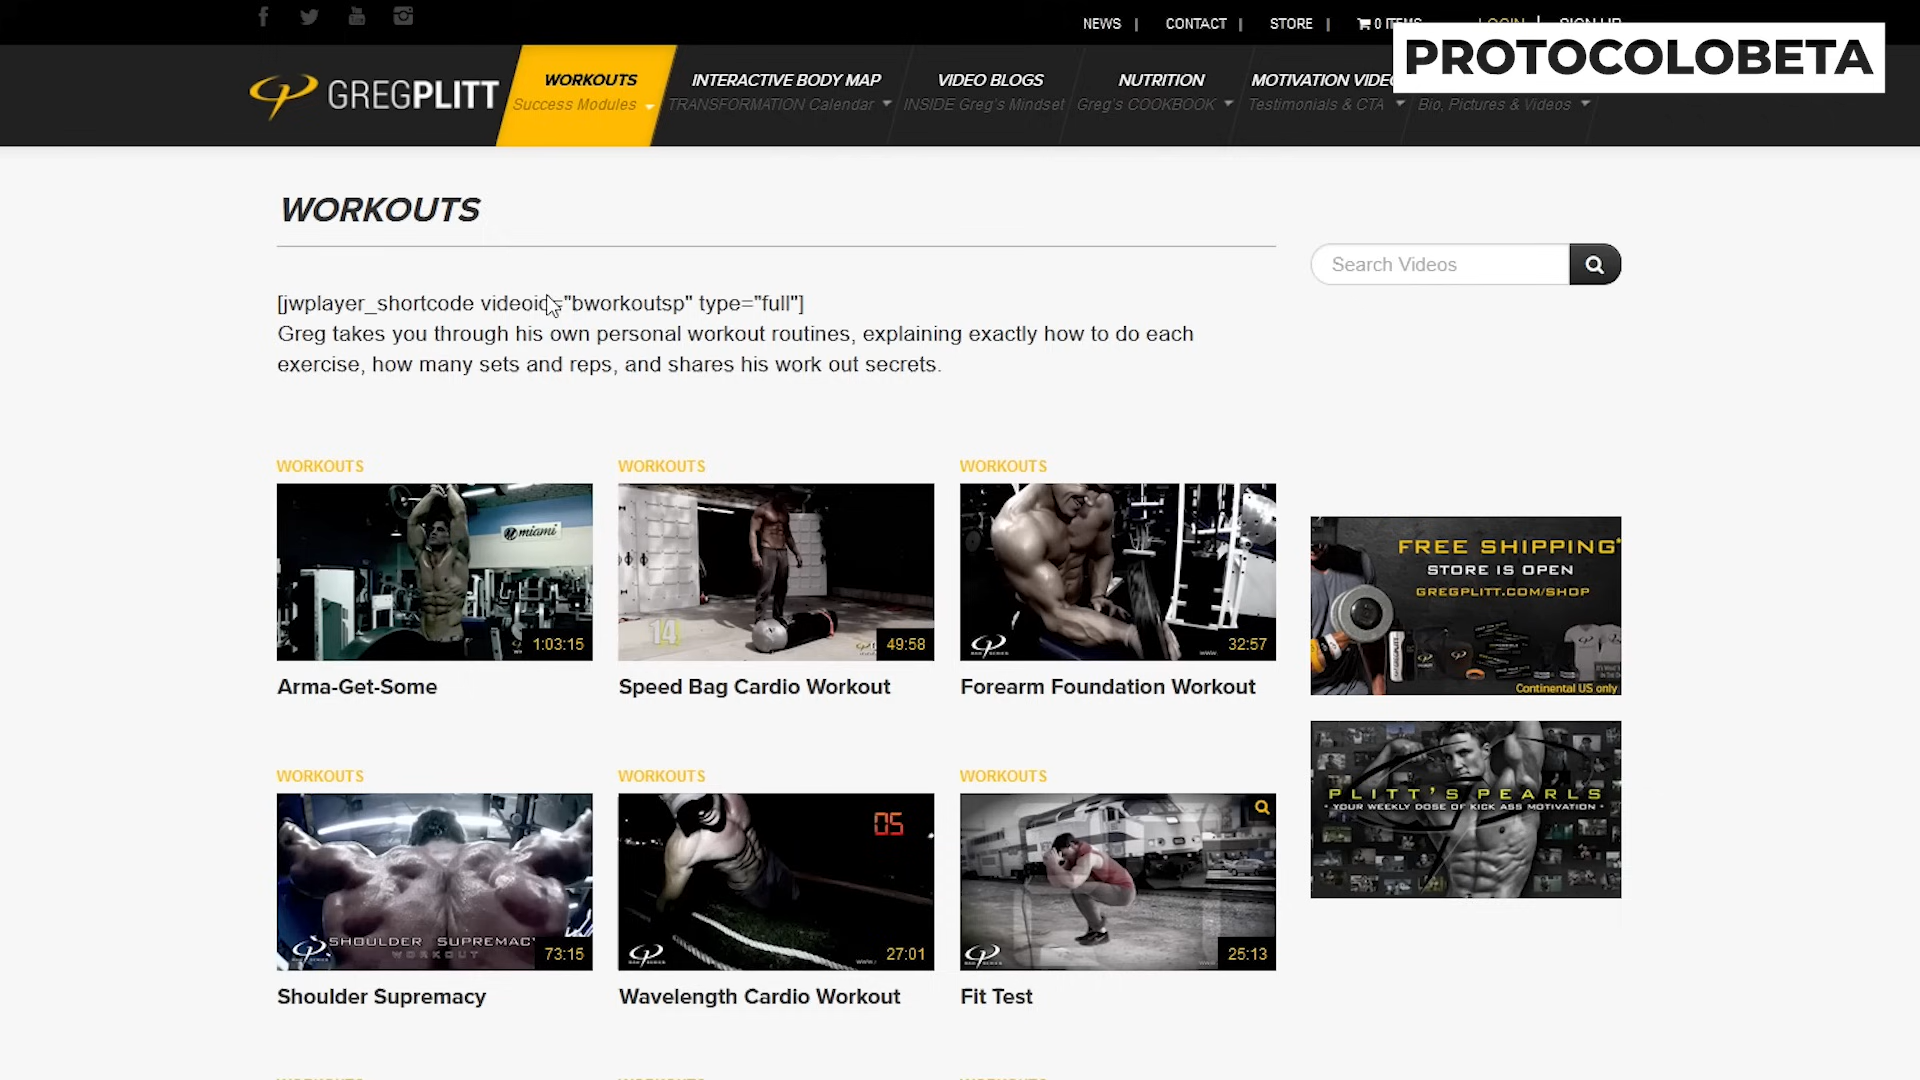 NEWS | CONTACT | STORE | 0 ITEMS LOGIN | SIGN UP
PROTOCOLOBETA
GREGPLITT
WORKOUTS
Success Modules
INTERACTIVE BODY MAP
TRANSFORMATION Calendar
VIDEO BLOGS
INSIDE Greg's Mindset
NUTRITION
Greg's COOKBOOK
MOTIVATION VIDEO
Testimonials & CTA
Bio, Pictures & Videos
WORKOUTS
Search Videos
[jwplayer_shortcode videoid="bworkoutsp" type="full"]
Greg takes you through his own personal workout routines, explaining exactly how to do each
exercise, how many sets and reps, and shares his work out secrets.
WORKOUTS
miami
1:03:15
Arma-Get-Some
WORKOUTS
14
49:58
Speed Bag Cardio Workout
WORKOUTS
32:57
Forearm Foundation Workout
FREE SHIPPING*
STORE IS OPEN
GREGPLITT.COM/SHOP
Continental US only
PLITT'S PEARLS
YOUR WEEKLY DOSE OF KICK ASS MOTIVATION
WORKOUTS
SHOULDER SUPREMACY
WORKOUT
73:15
Shoulder Supremacy
WORKOUTS
05
27:01
Wavelength Cardio Workout
WORKOUTS
25:13
Fit Test